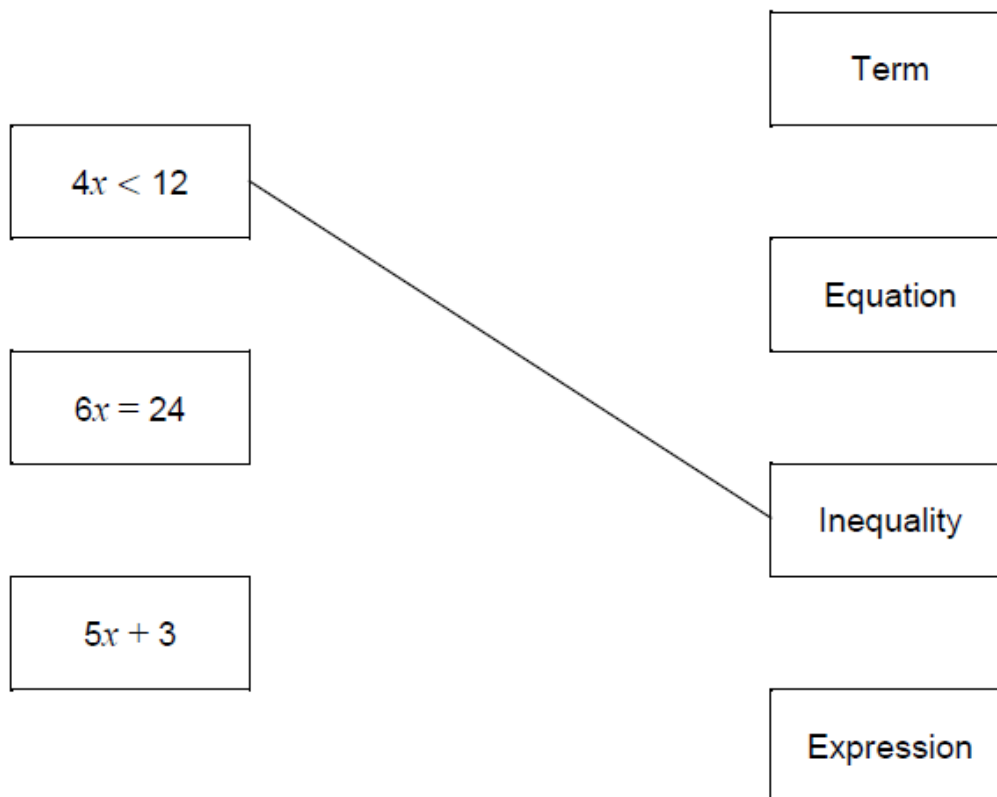 Term
4x < 12
Equation
6x = 24
Inequality
5x + 3
Expression